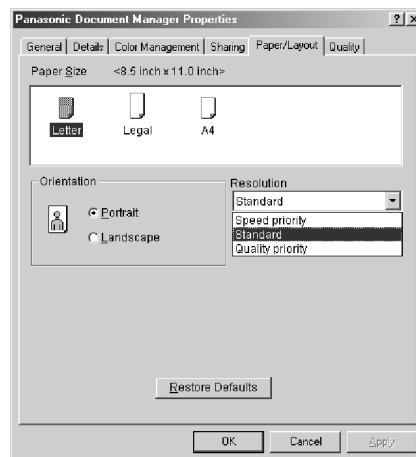 Panasonic Document Manager Properties
General Details Color Management Sharing Paper/Layout Quality
Paper Size <8.5 inch x 11.0 inch>
Letter Legal A4
Orientation
Portrait
Landscape
Resolution
Standard
Speed priority
Standard
Quality priority
Restore Defaults
OK Cancel Apply